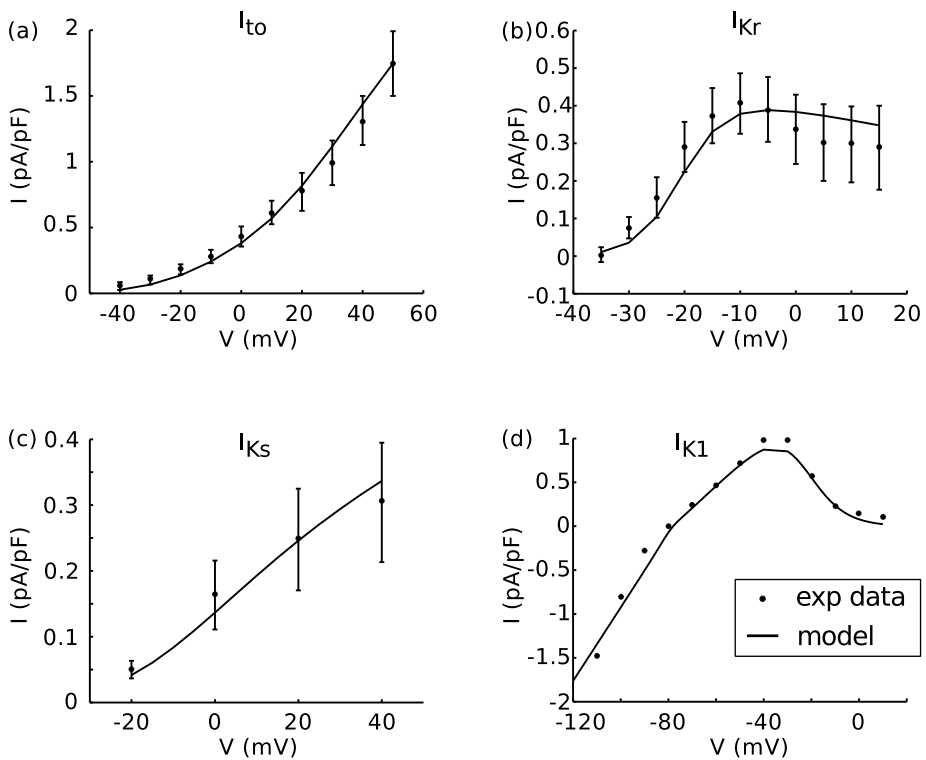 (a)
I_to
I (pA/pF)
2
1.5
1
0.5
0
-40 -20 0 20 40 60
V (mV)
(b)
I_Kr
I (pA/pF)
0.6
0.5
0.4
0.3
0.2
0.1
0
-0.1
-40 -30 -20 -10 0 10 20
V (mV)
(c)
I_Ks
I (pA/pF)
0.4
0.3
0.2
0.1
0
-20 0 20 40
V (mV)
(d)
I_K1
I (pA/pF)
1
0.5
0
-0.5
-1
-1.5
-2
-120 -80 -40 0
V (mV)
exp data
model